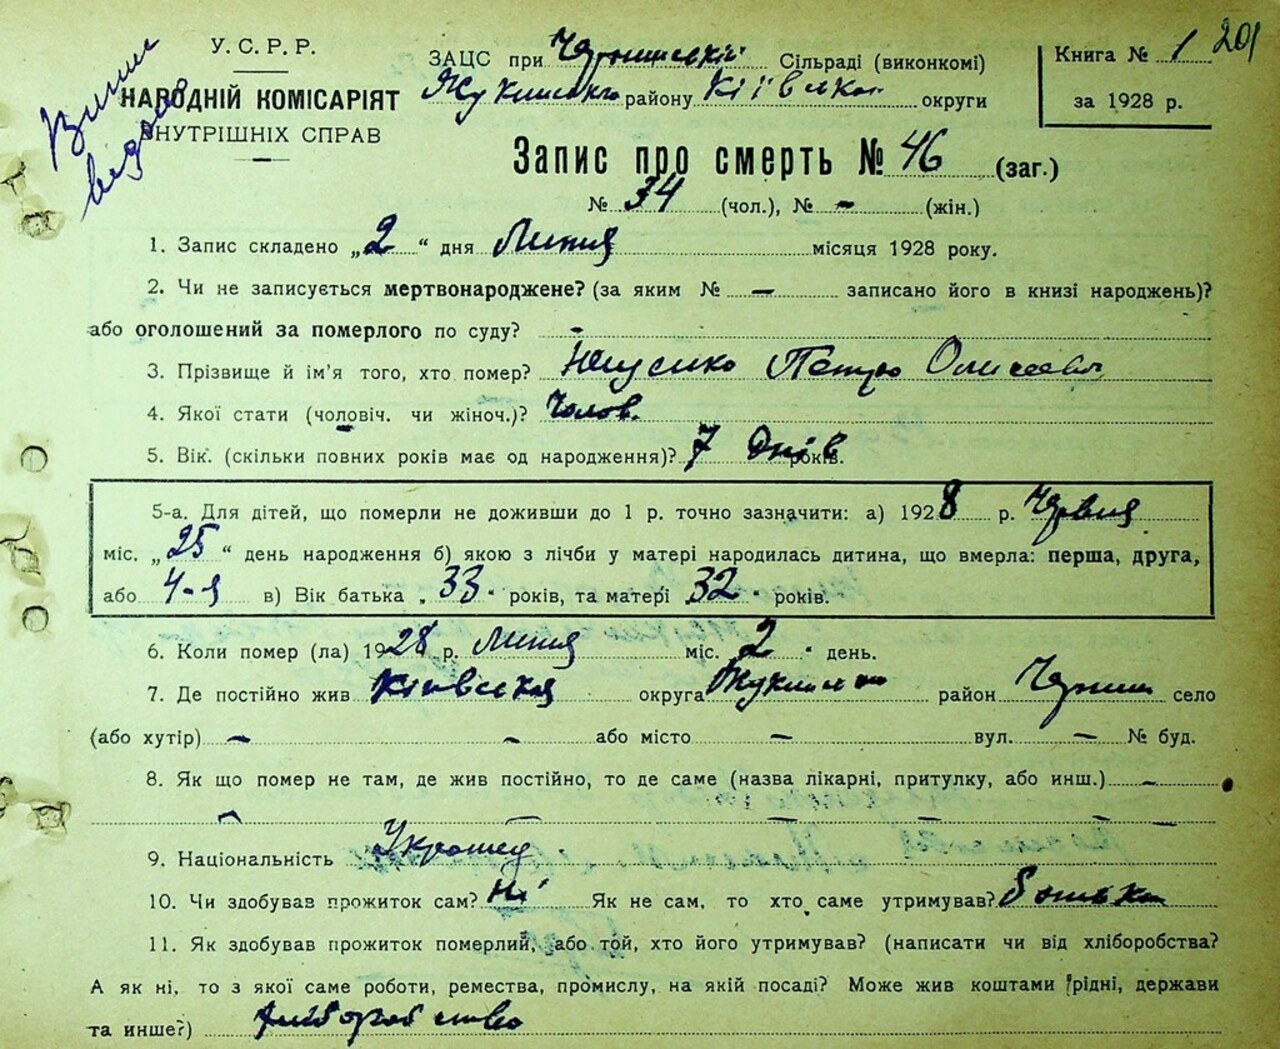 201
У. С. Р. Р.
НАРОДНІЙ КОМІСАРІЯТ
ВНУТРІШНІХ СПРАВ
ЗАЦС при Сільраді (виконкомі)
району Київська округи
Книга № 1
за 1928 р.
Запис про смерть № 46 (заг.)
№ 34 (чол.), № – (жін.)
1. Запис складено „2“ дня Липня місяця 1928 року.
2. Чи не записується мертвонароджене? (за яким № – записано його в книзі народжень)?
або оголошений за померлого по суду? –
3. Прізвище й ім'я того, хто помер? Петро Олисеевич
4. Якої стати (чоловіч. чи жіноч.)? Чолов.
5. Вік. (скільки повних років має од народження)? 7 Днів років.
5-а. Для дітей, що померли не доживши до 1 р. точно зазначити: а) 1928 р. Червня
міс. „25“ день народження б) якою з лічби у матері народилась дитина, що вмерла: перша, друга,
або 4-я в) Вік батька „33“ років, та матері „32“ років.
6. Коли помер (ла) 1928 р. Липня міс. 2 день.
7. Де постійно жив Київська округа район село
(або хутір) – – або місто – вул. – № буд.
8. Як що помер не там, де жив постійно, то де саме (назва лікарні, притулку, або инш.) –
9. Національність
10. Чи здобував прожиток сам? Ні Як не сам, то хто саме утримував? батько
11. Як здобував прожиток померлий, або той, хто його утримував? (написати чи від хліборобства?
А як ні, то з якої саме роботи, ремества, промислу, на якій посаді? Може жив коштами рідні, держави
та инше?) хліборобство